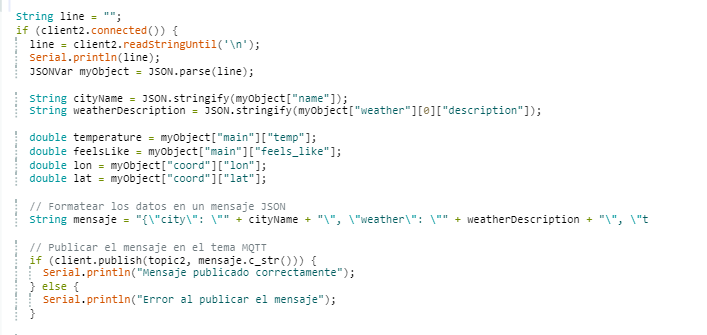 String line = "";
if (client2.connected()) {
line = client2.readStringUntil('\n');
Serial.println(line);
JSONVar myObject = JSON.parse(line);
String cityName = JSON.stringify(myObject["name"]);
String weatherDescription = JSON.stringify(myObject["weather"][0]["description"]);
double temperature = myObject["main"]["temp"];
double feelsLike = myObject["main"]["feels_like"];
double lon = myObject["coord"]["lon"];
double lat = myObject["coord"]["lat"];
// Formatear los datos en un mensaje JSON
String mensaje = "{\"city\": \"" + cityName + "\", \"weather\": \"" + weatherDescription + "\", \"t
// Publicar el mensaje en el tema MQTT
if (client.publish(topic2, mensaje.c_str())) {
Serial.println("Mensaje publicado correctamente");
} else {
Serial.println("Error al publicar el mensaje");
}